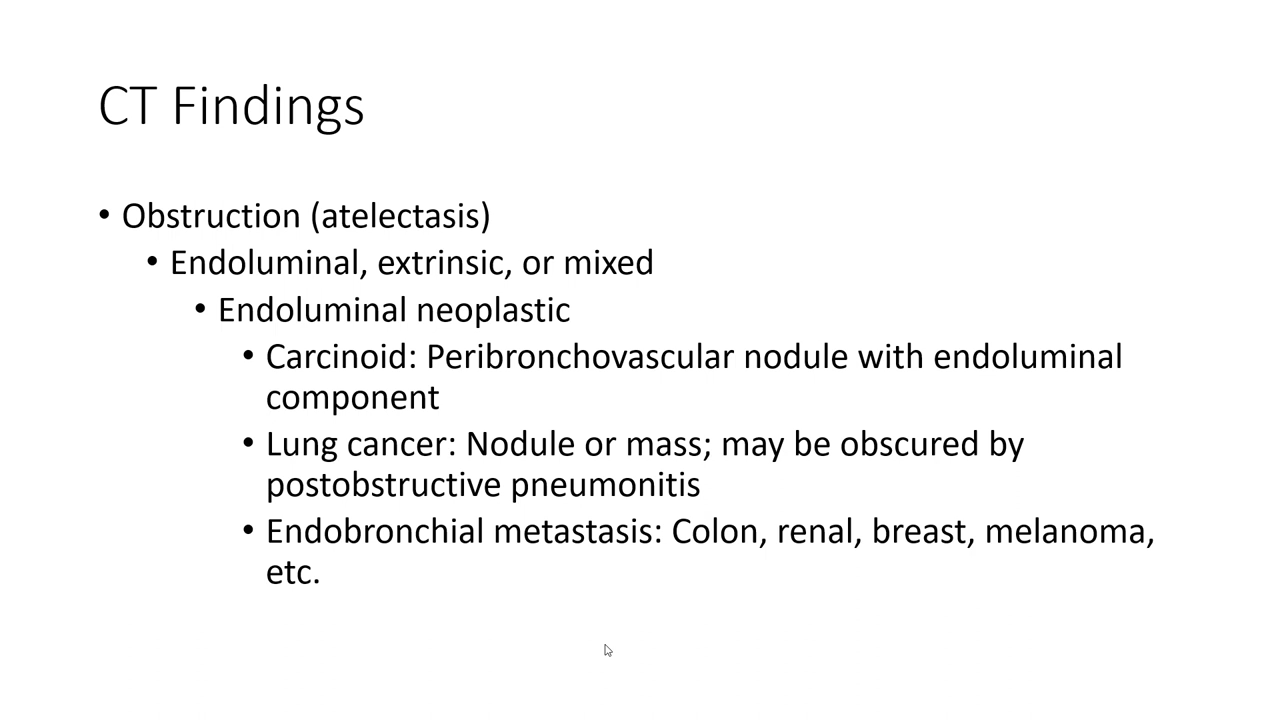 CT Findings
• Obstruction (atelectasis)
• Endoluminal, extrinsic, or mixed
• Endoluminal neoplastic
• Carcinoid: Peribronchovascular nodule with endoluminal
component
• Lung cancer: Nodule or mass; may be obscured by
postobstructive pneumonitis
• Endobronchial metastasis: Colon, renal, breast, melanoma,
etc.